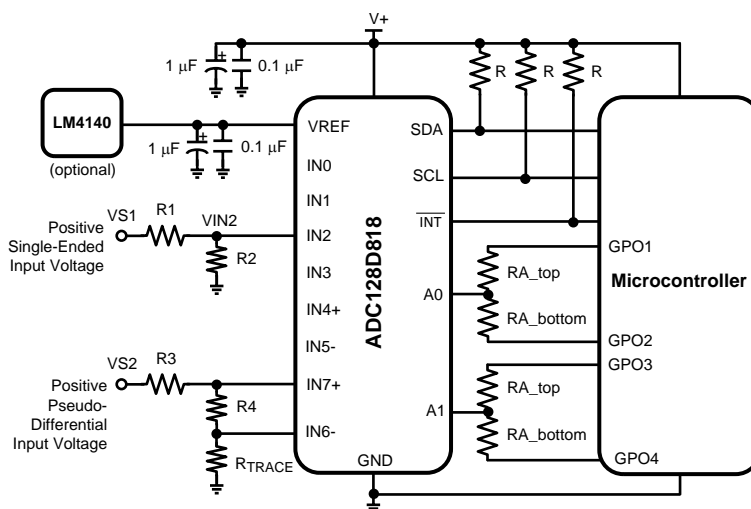 V+
1 µF
+
0.1 µF
R
R
R
LM4140
(optional)
1 µF
+
0.1 µF
VREF
IN0
IN1
IN2
IN3
IN4+
IN5-
IN7+
IN6-
GND
ADC128D818
SDA
SCL
INT
A0
A1
VS1
R1
VIN2
R2
Positive
Single-Ended
Input Voltage
VS2
R3
R4
RTRACE
Positive
Pseudo-
Differential
Input Voltage
RA_top
RA_bottom
RA_top
RA_bottom
GPO1
GPO2
GPO3
GPO4
Microcontroller